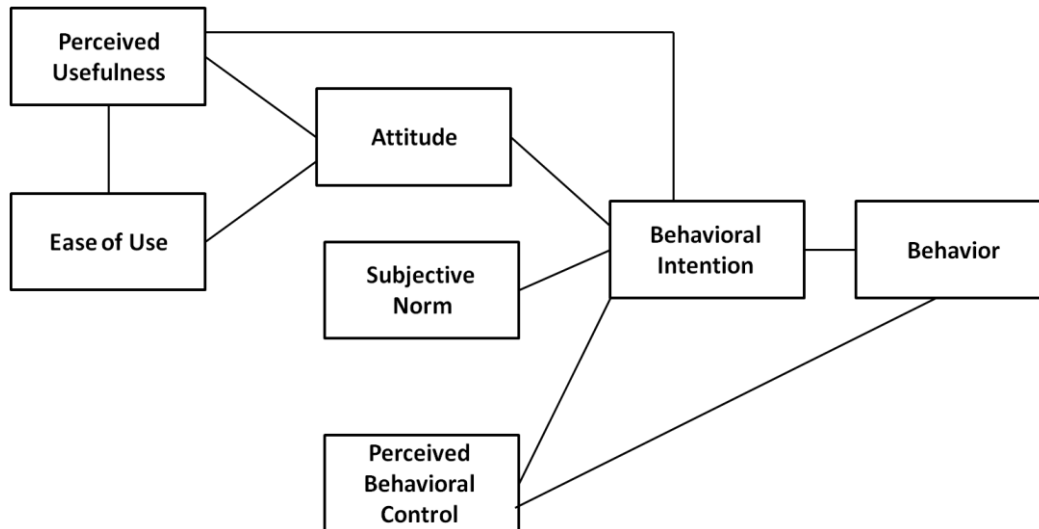 Perceived
Usefulness
Attitude
Ease of Use
Behavioral
Intention
Behavior
Subjective
Norm
Perceived
Behavioral
Control